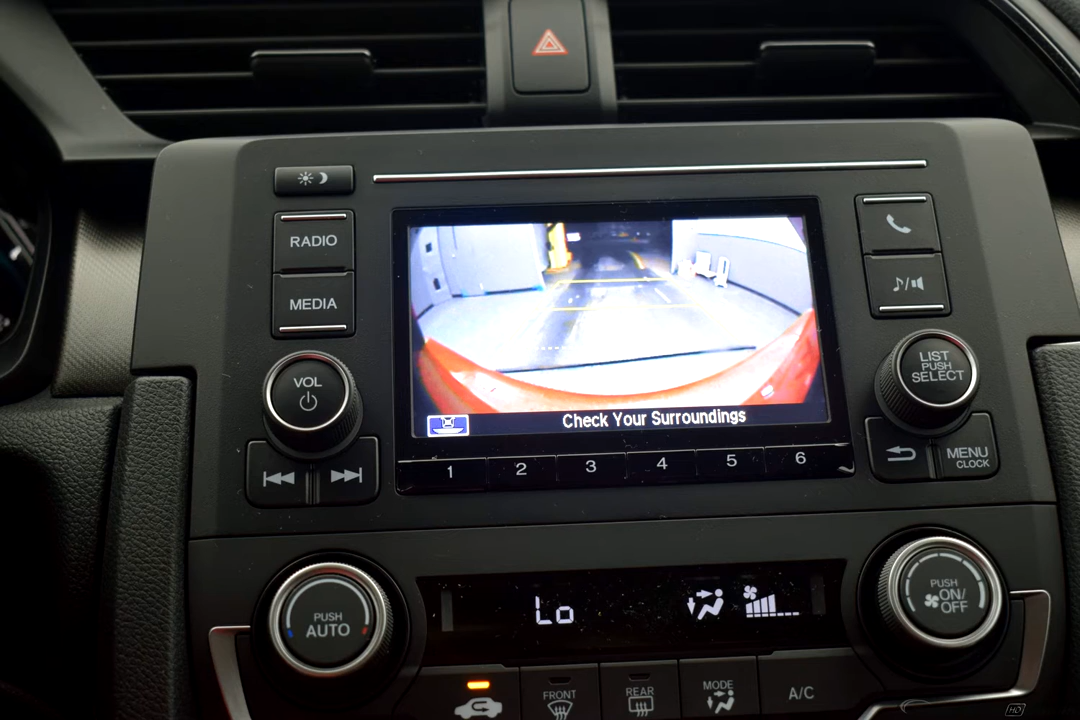 RADIO
MEDIA
VOL
LIST
PUSH
SELECT
MENU
CLOCK
Check Your Surroundings
1 2 3 4 5 6
PUSH
AUTO
Lo
PUSH
ON/
OFF
FRONT
REAR
MODE
A/C
HD